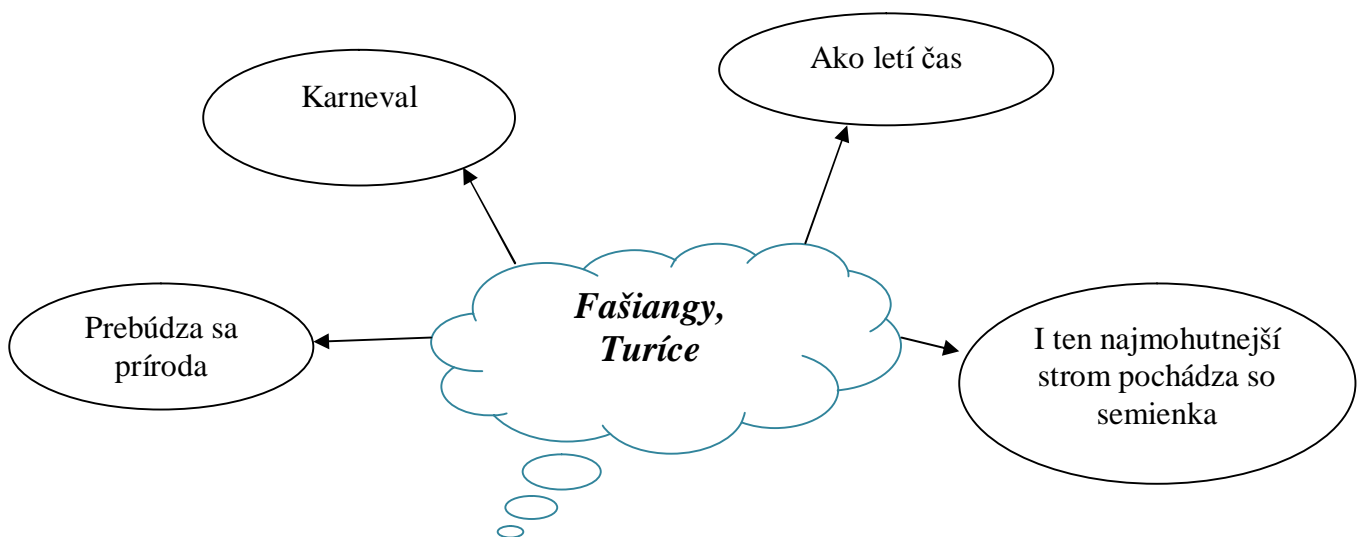 Ako letí čas
Karneval
Fašiangy,
Turíce
Prebúdza sa
príroda
I ten najmohutnejší
strom pochádza so
semienka